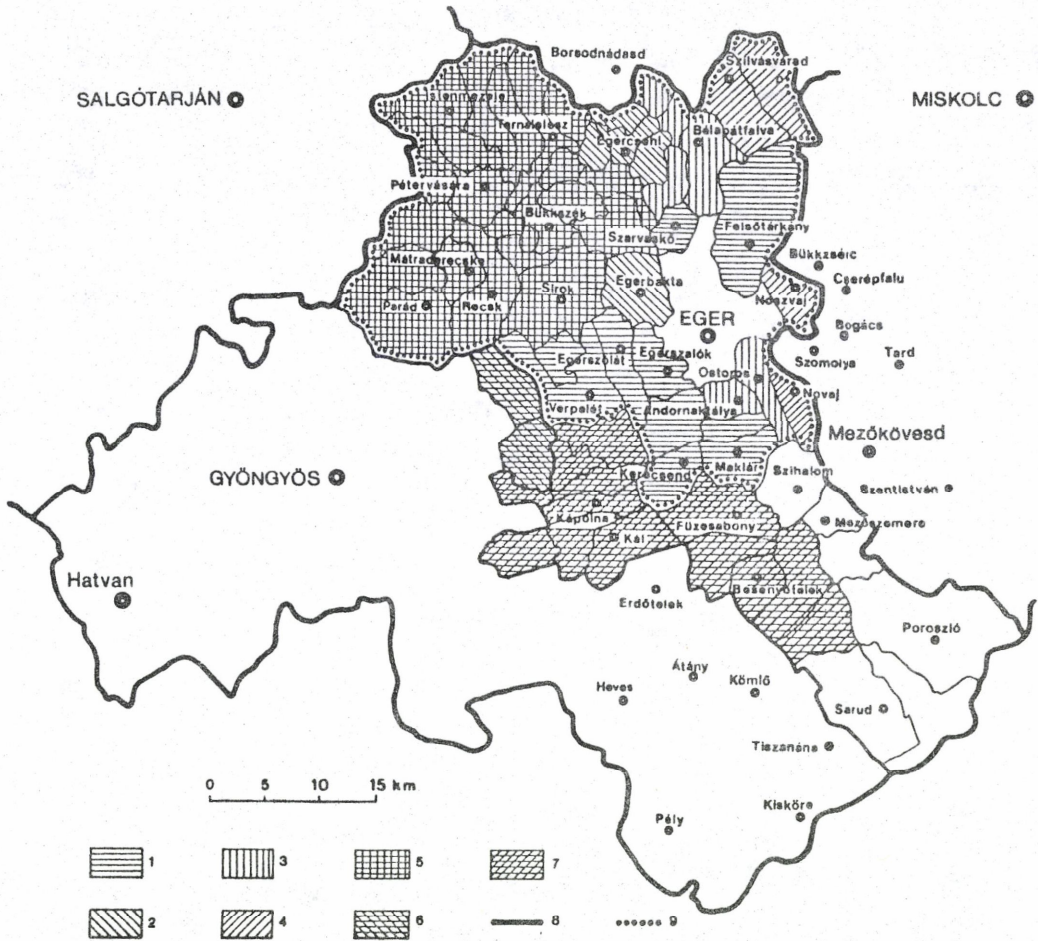 Borsodnádasd
Szilvásvárad
SALGÓTARJÁN
MISKOLC
Tarnalelesz
Egercsehi
Bélapátfalva
Pétervására
Bükkszék
Szarvaskő
Felsőtárkány
Bükkzsérc
Mátraderecske
Cserépfalu
Parád
Recsk
Sirok
Egerbakta
Noszvaj
EGER
Bogács
Egerszólát
Egerszalók
Ostoros
Szomolya
Tard
Verpelét
Andornaktálya
Novaj
Mezőkövesd
GYÖNGYÖS
Kerecsend
Maklár
Szihalom
Szentistván
Kápolna
Füzesabony
Mezőszemere
Kál
Hatvan
Erdőtelek
Besenyőtelek
Poroszló
Átány
Heves
Kömlő
Sarud
Tiszanána
0 5 10 15 km
Pély
Kisköre
1 3 5 7
2 4 6 8 9